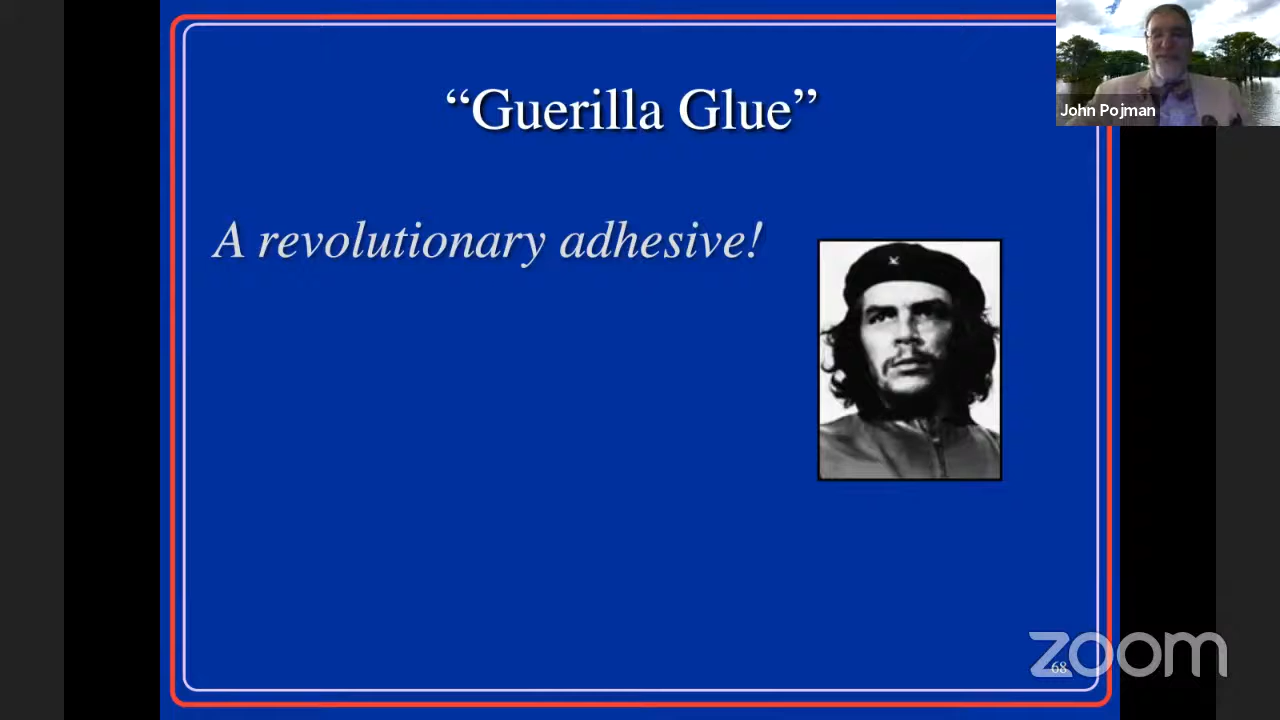 “Guerilla Glue”
John Pojman
A revolutionary adhesive!
68
zoom